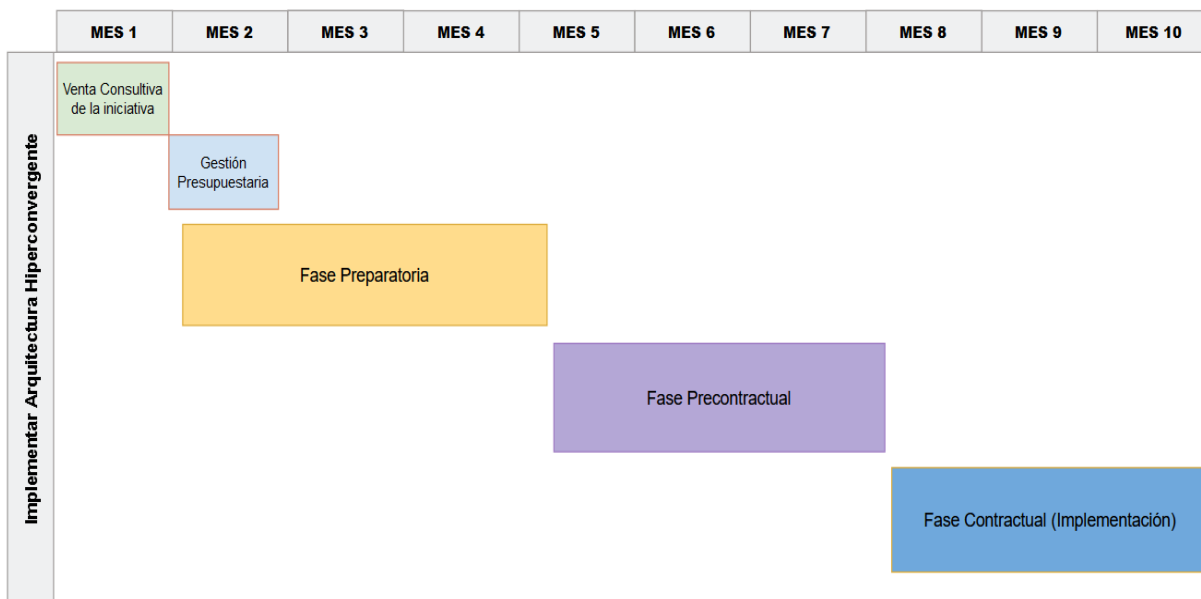 MES 1 MES 2 MES 3 MES 4 MES 5 MES 6 MES 7 MES 8 MES 9 MES 10
Implementar Arquitectura Hiperconvergente
Venta Consultiva
de la iniciativa
Gestión
Presupuestaria
Fase Preparatoria
Fase Precontractual
Fase Contractual (Implementación)